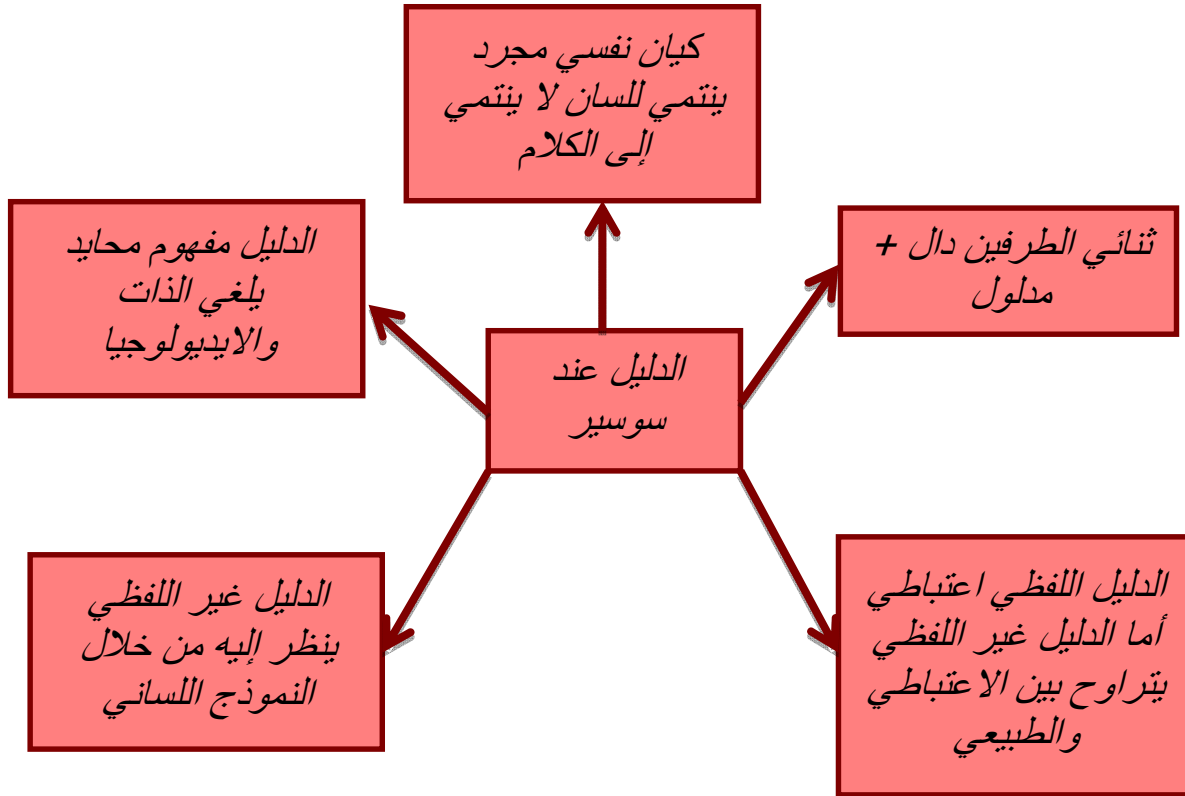 كيان نفسي مجرد
ينتمي للسان لا ينتمي
إلى الكلام
ثنائي الطرفين دال +
مدلول
الدليل مفهوم محايد
يلغي الذات
والايديولوجيا
الدليل عند
سوسير
الدليل اللفظي اعتباطي
أما الدليل غير اللفظي
يتراوح بين الاعتباطي
والطبيعي
الدليل غير اللفظي
ينظر إليه من خلال
النموذج اللساني